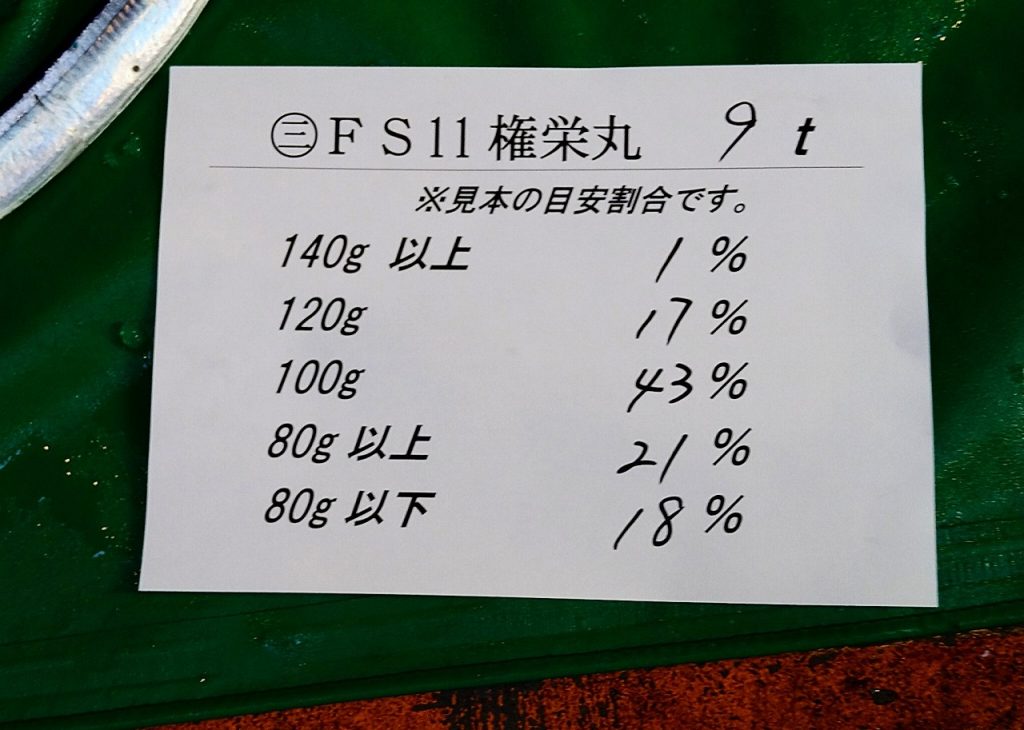 ㊂ＦＳ11権栄丸 9 t
※見本の目安割合です。
140g 以上 1 %
120g 17 %
100g 43 %
80g 以上 21 %
80g 以下 18 %